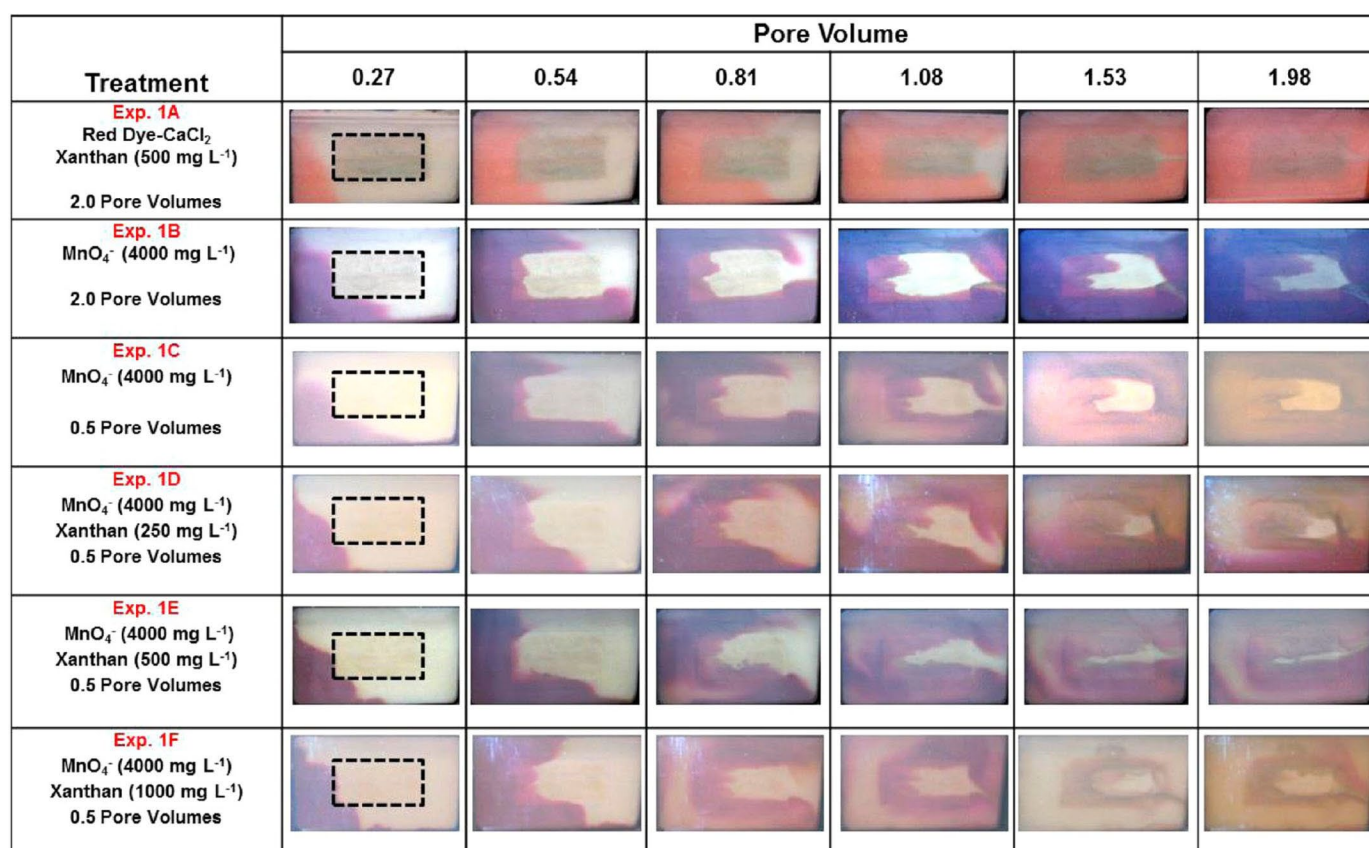 Treatment
Pore Volume
0.27 0.54 0.81 1.08 1.53 1.98
Exp. 1A
Red Dye-CaCl₂
Xanthan (500 mg L⁻¹)
2.0 Pore Volumes
Exp. 1B
MnO₄⁻ (4000 mg L⁻¹)
2.0 Pore Volumes
Exp. 1C
MnO₄⁻ (4000 mg L⁻¹)
0.5 Pore Volumes
Exp. 1D
MnO₄⁻ (4000 mg L⁻¹)
Xanthan (250 mg L⁻¹)
0.5 Pore Volumes
Exp. 1E
MnO₄⁻ (4000 mg L⁻¹)
Xanthan (500 mg L⁻¹)
0.5 Pore Volumes
Exp. 1F
MnO₄⁻ (4000 mg L⁻¹)
Xanthan (1000 mg L⁻¹)
0.5 Pore Volumes